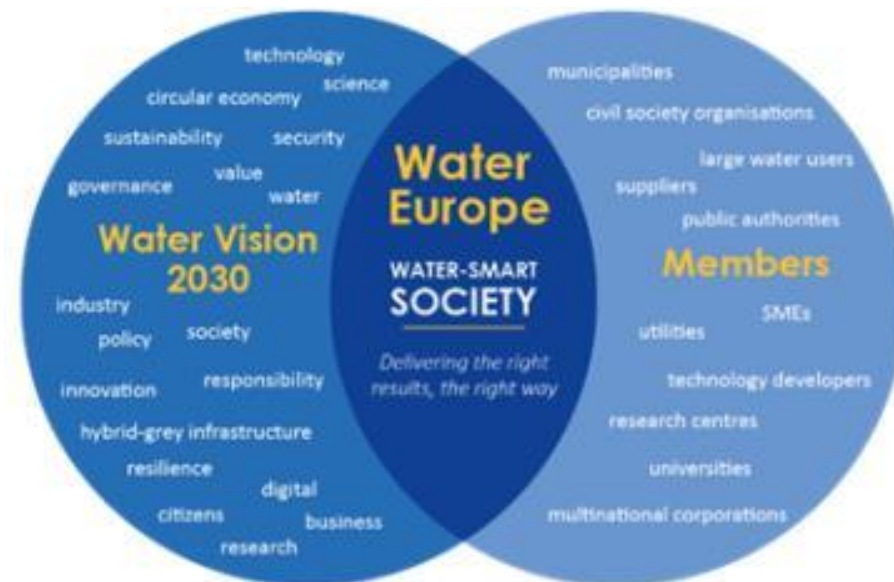 technology
science
circular economy
sustainability
security
value
governance
water
Water Vision
2030
industry
society
policy
responsibility
innovation
hybrid-grey infrastructure
resilience
digital
citizens
business
research
Water
Europe
WATER-SMART
SOCIETY
Delivering the right
results, the right way
municipalities
civil society organisations
large water users
suppliers
public authorities
Members
SMEs
utilities
technology developers
research centres
universities
multinational corporations